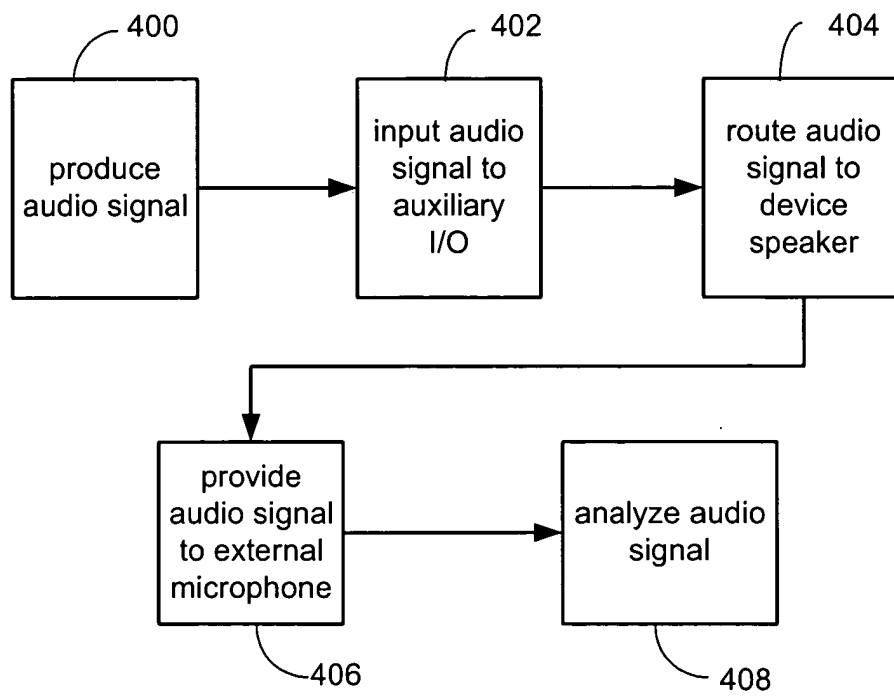 400
402
404
produce
audio signal
input audio
signal to
auxiliary
I/O
route audio
signal to
device
speaker
provide
audio signal
to external
microphone
analyze audio
signal
406
408